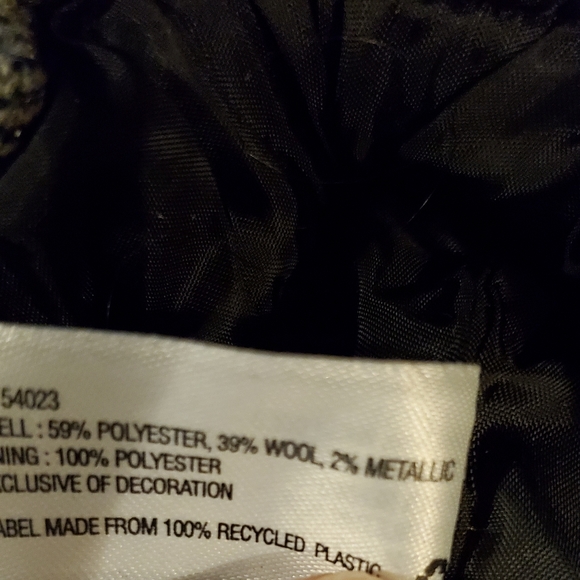 54023
ELL : 59% POLYESTER, 39% WOOL, 2% METALLIC
NING : 100% POLYESTER
XCLUSIVE OF DECORATION
ABEL MADE FROM 100% RECYCLED PLASTIC